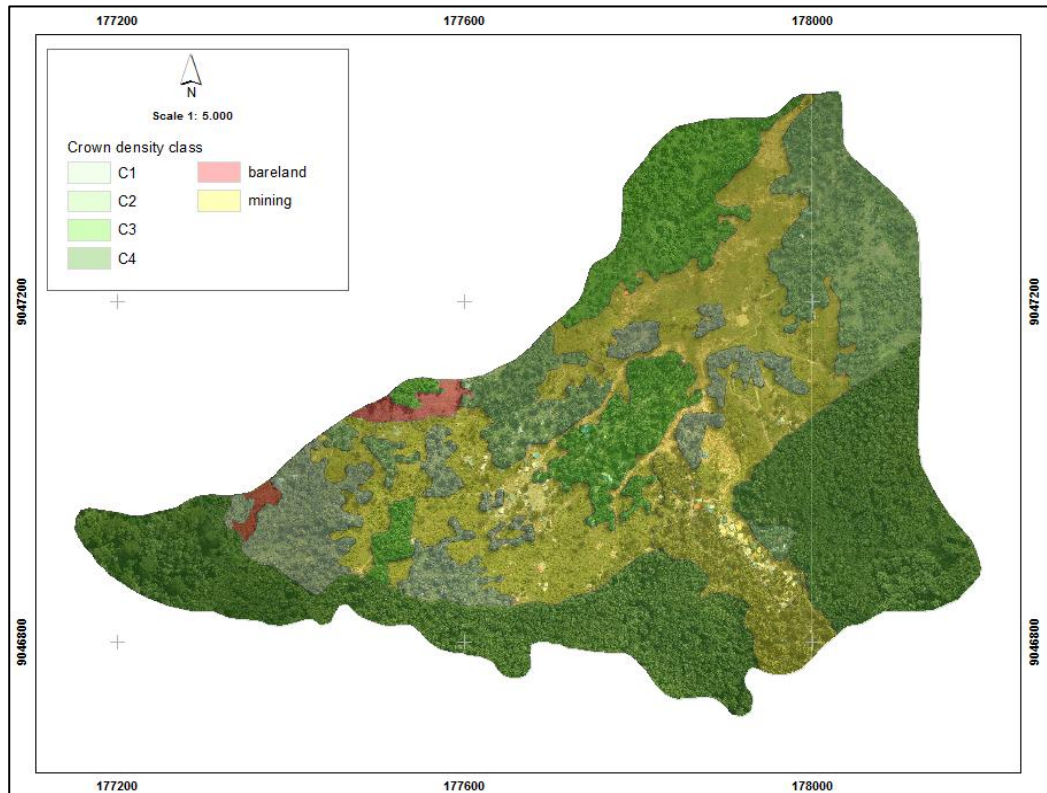 177200 177600 178000
N
Scale 1: 5.000
Crown density class
C1 bareland
C2 mining
C3
C4
9047200 9047200
9046800 9046800
177200 177600 178000